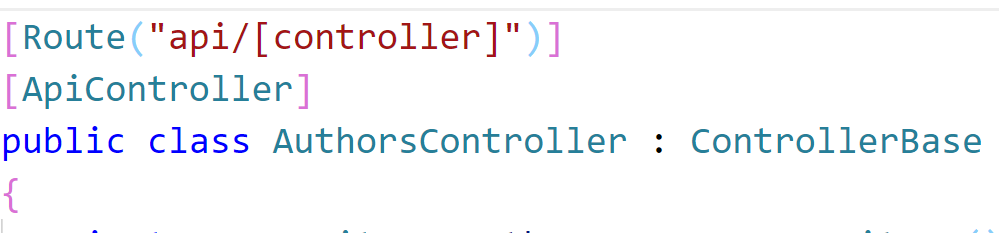 [Route("api/[controller]")]
[ApiController]
public class AuthorsController : ControllerBase
{